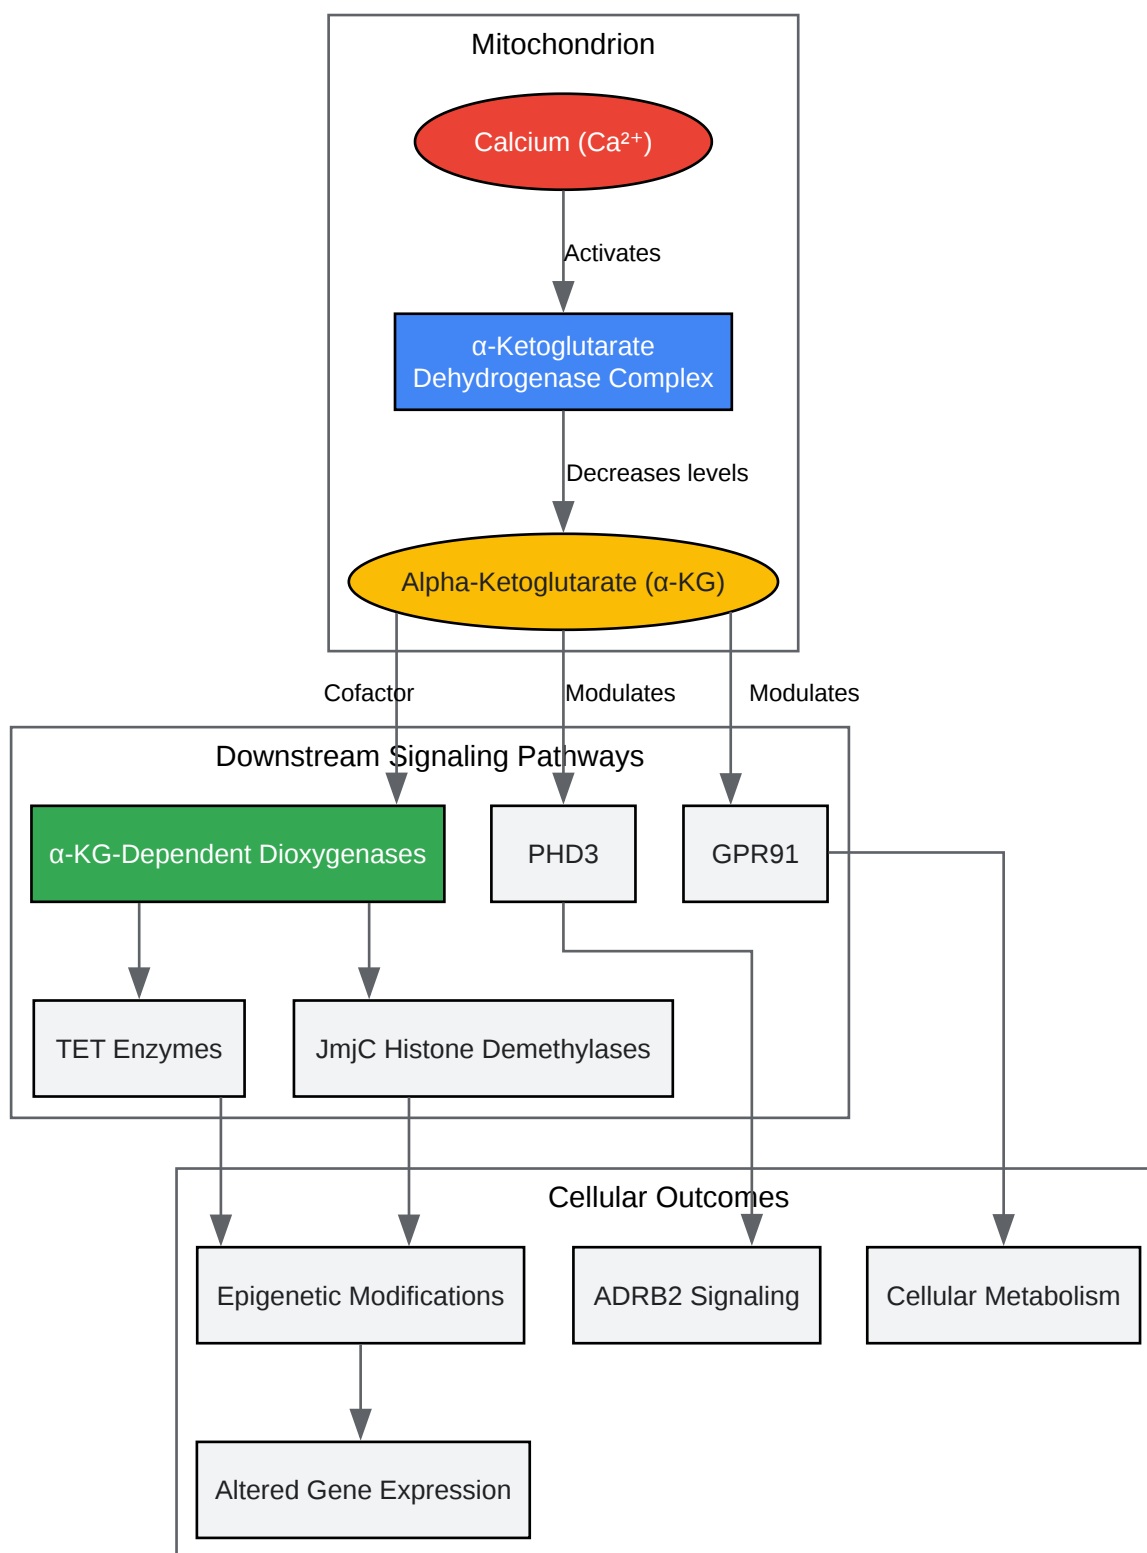 Mitochondrion
Calcium (Ca²⁺)
Activates
α-Ketoglutarate
Dehydrogenase Complex
Decreases levels
Alpha-Ketoglutarate (α-KG)
Cofactor
Modulates
Modulates
Downstream Signaling Pathways
α-KG-Dependent Dioxygenases
PHD3
GPR91
TET Enzymes
JmjC Histone Demethylases
Cellular Outcomes
Epigenetic Modifications
ADRB2 Signaling
Cellular Metabolism
Altered Gene Expression